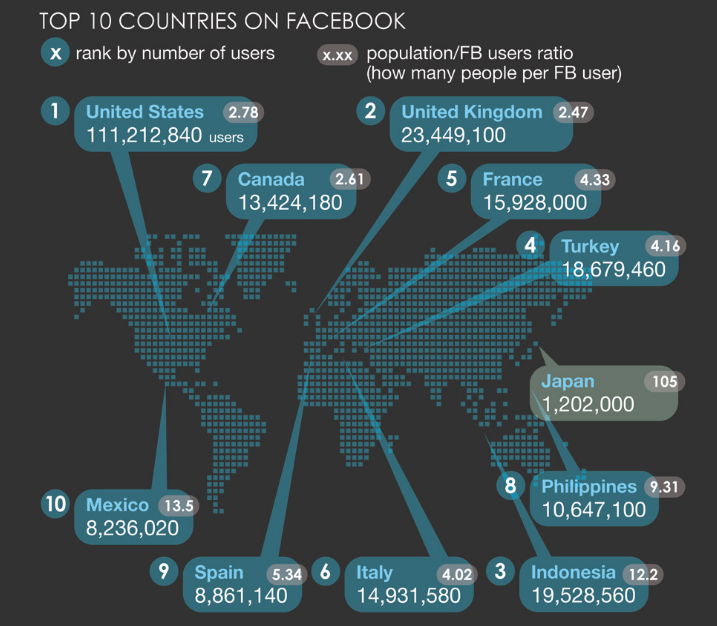 TOP 10 COUNTRIES ON FACEBOOK
x rank by number of users
x.xx population/FB users ratio
(how many people per FB user)
1 United States 2.78
111,212,840 users
2 United Kingdom 2.47
23,449,100
7 Canada 2.61
13,424,180
5 France 4.33
15,928,000
4 Turkey 4.16
18,679,460
Japan 105
1,202,000
8 Philippines 9.31
10,647,100
10 Mexico 13.5
8,236,020
9 Spain 5.34
8,861,140
6 Italy 4.02
14,931,580
3 Indonesia 12.2
19,528,560